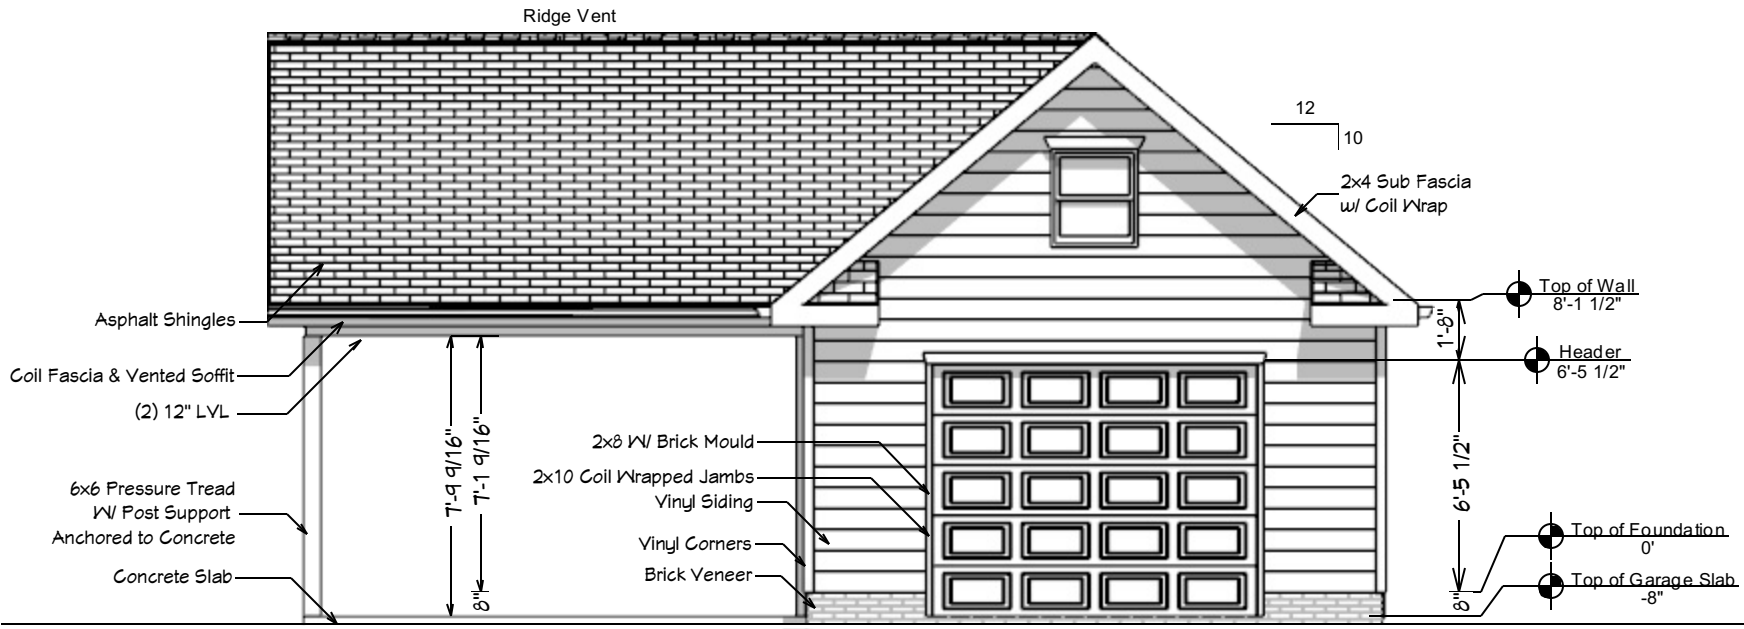 Ridge Vent
12
10
2x4 Sub Fascia
w/ Coil Wrap
Top of Wall
8'-1 1/2"
1'-8"
Header
6'-5 1/2"
Asphalt Shingles
Coil Fascia & Vented Soffit
(2) 12" LVL
7'-9 9/16"
7'-1 9/16"
8"
2x8 W/ Brick Mould
2x10 Coil Wrapped Jambs
Vinyl Siding
6'-5 1/2"
6x6 Pressure Tread
W/ Post Support
Anchored to Concrete
Vinyl Corners
Brick Veneer
Concrete Slab
Top of Foundation
0'
Top of Garage Slab
-8"
8"